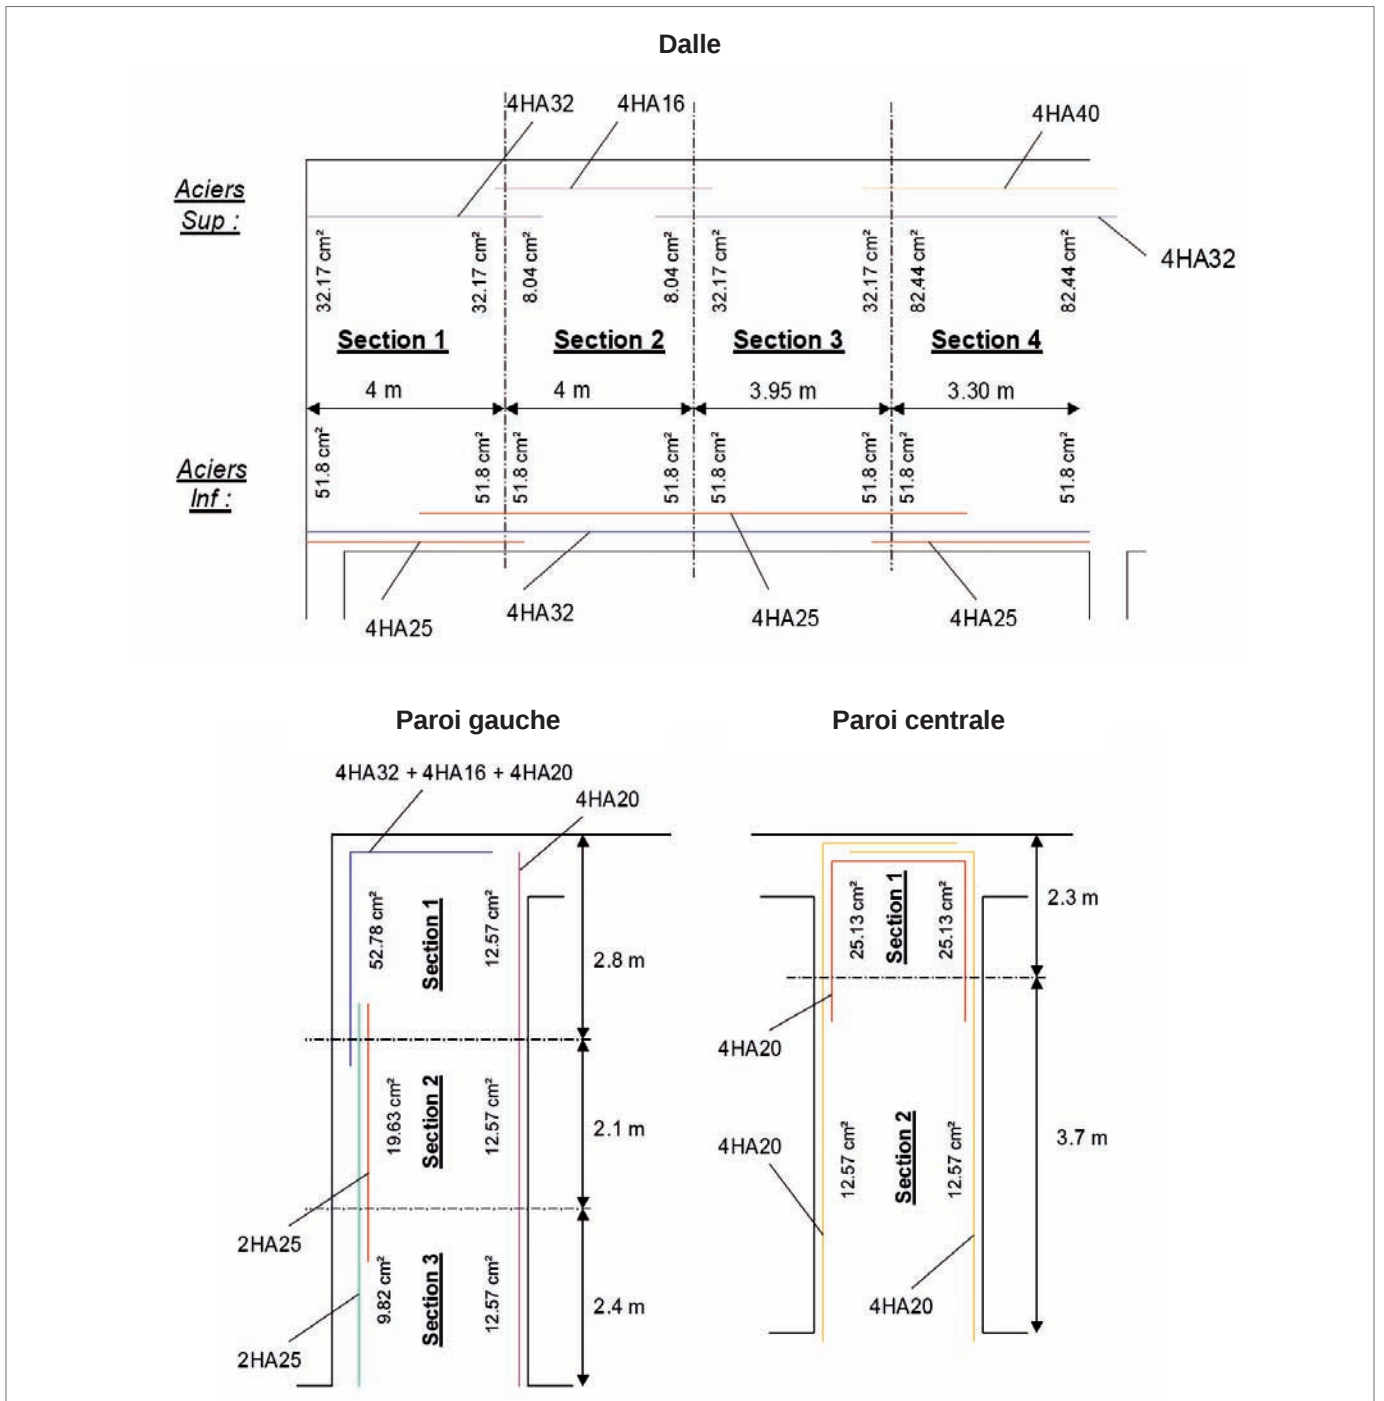 Dalle
4HA32
4HA16
4HA40
Aciers
Sup :
4HA32
32.17 cm²
32.17 cm²
8.04 cm²
8.04 cm²
32.17 cm²
32.17 cm²
82.44 cm²
82.44 cm²
Section 1
Section 2
Section 3
Section 4
4 m
4 m
3.95 m
3.30 m
Aciers
Inf :
51.8 cm²
51.8 cm²
51.8 cm²
51.8 cm²
51.8 cm²
51.8 cm²
51.8 cm²
51.8 cm²
4HA25
4HA32
4HA25
4HA25
Paroi gauche
4HA32 + 4HA16 + 4HA20
4HA20
52.78 cm²
Section 1
12.57 cm²
2.8 m
19.63 cm²
Section 2
12.57 cm²
2.1 m
2HA25
9.82 cm²
Section 3
12.57 cm²
2.4 m
2HA25
Paroi centrale
25.13 cm²
Section 1
25.13 cm²
2.3 m
4HA20
4HA20
12.57 cm²
Section 2
12.57 cm²
3.7 m
4HA20